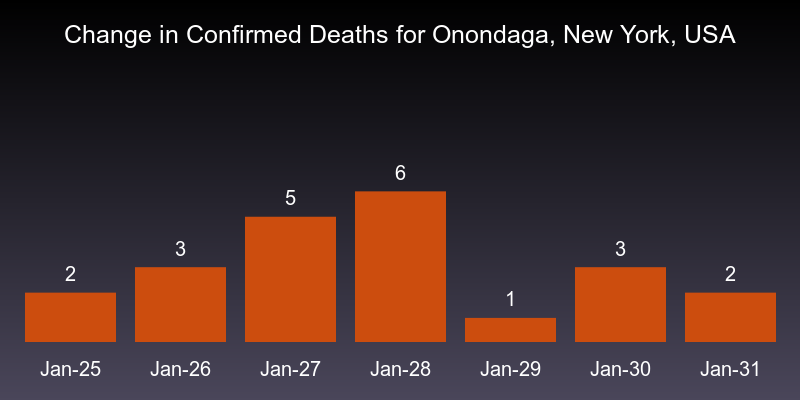 Change in Confirmed Deaths for Onondaga, New York, USA
2
3
5
6
1
3
2
Jan-25
Jan-26
Jan-27
Jan-28
Jan-29
Jan-30
Jan-31